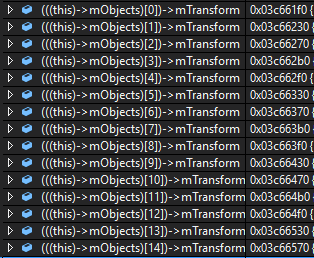 (((this)->mObjects)[0])->mTransform 0x03c661f0 {
(((this)->mObjects)[1])->mTransform 0x03c66230 {
(((this)->mObjects)[2])->mTransform 0x03c66270 {
(((this)->mObjects)[3])->mTransform 0x03c662b0 {
(((this)->mObjects)[4])->mTransform 0x03c662f0 {
(((this)->mObjects)[5])->mTransform 0x03c66330 {
(((this)->mObjects)[6])->mTransform 0x03c66370 {
(((this)->mObjects)[7])->mTransform 0x03c663b0 {
(((this)->mObjects)[8])->mTransform 0x03c663f0 {
(((this)->mObjects)[9])->mTransform 0x03c66430 {
(((this)->mObjects)[10])->mTransform 0x03c66470 {
(((this)->mObjects)[11])->mTransform 0x03c664b0 {
(((this)->mObjects)[12])->mTransform 0x03c664f0 {
(((this)->mObjects)[13])->mTransform 0x03c66530 {
(((this)->mObjects)[14])->mTransform 0x03c66570 {